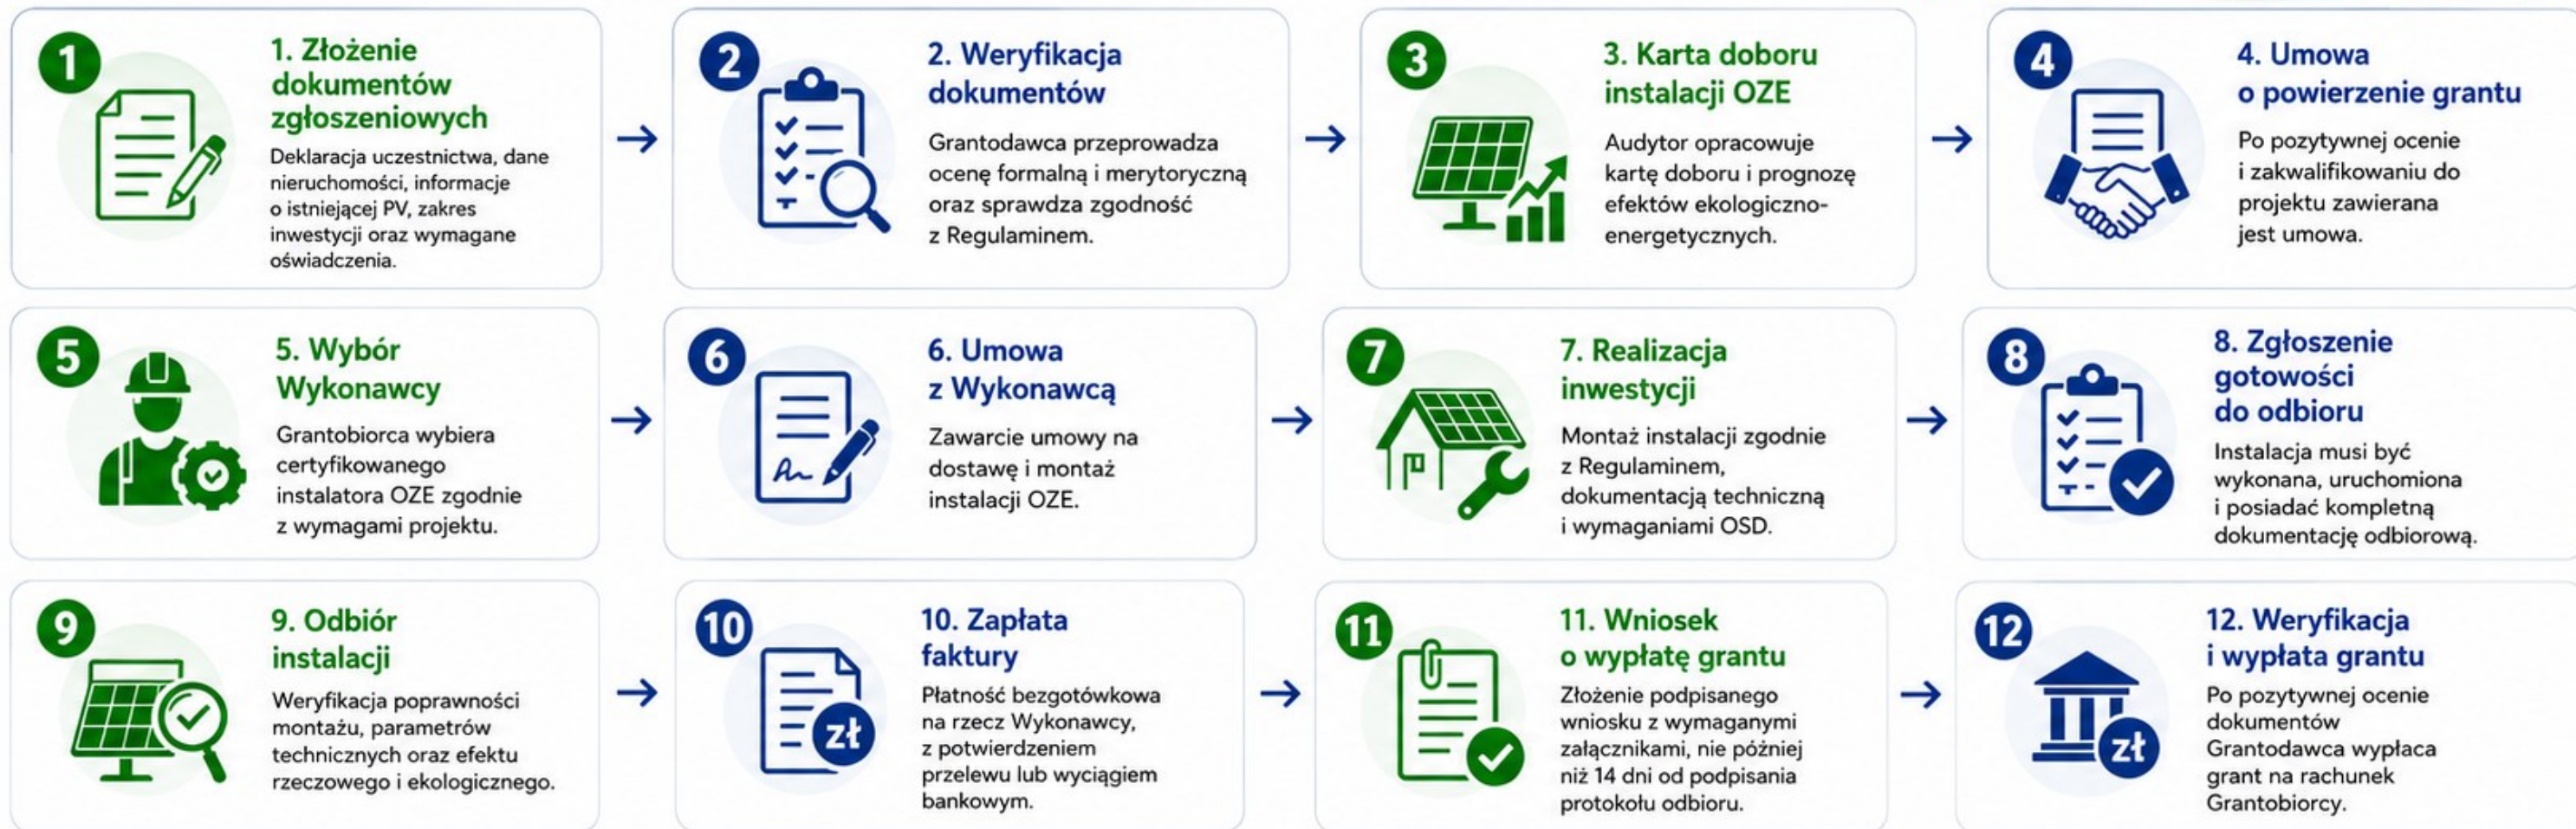 1
1. Złożenie
dokumentów
zgłoszeniowych
Deklaracja uczestnictwa, dane
nieruchomości, informacje
o istniejącej PV, zakres
inwestycji oraz wymagane
oświadczenia.
2
2. Weryfikacja
dokumentów
Grantodawca przeprowadza
ocenę formalną i merytoryczną
oraz sprawdza zgodność
z Regulaminem.
3
3. Karta doboru
instalacji OZE
Audytor opracowuje
kartę doboru i prognozę
efektów ekologiczno-
energetycznych.
4
4. Umowa
o powierzenie grantu
Po pozytywnej ocenie
i zakwalifikowaniu do
projektu zawierana
jest umowa.
5
5. Wybór
Wykonawcy
Grantobiorca wybiera
certyfikowanego
instalatora OZE zgodnie
z wymagami projektu.
6
6. Umowa
z Wykonawcą
Zawarcie umowy na
dostawę i montaż
instalacji OZE.
7
7. Realizacja
inwestycji
Montaż instalacji zgodnie
z Regulaminem,
dokumentacją techniczną
i wymaganiami OSD.
8
8. Zgłoszenie
gotowości
do odbioru
Instalacja musi być
wykonana, uruchomiona
i posiadać kompletną
dokumentację odbiorową.
9
9. Odbiór
instalacji
Weryfikacja poprawności
montażu, parametrów
technicznych oraz efektu
rzeczowego i ekologicznego.
10
zł
10. Zapłata
faktury
Płatność bezgotówkowa
na rzecz Wykonawcy,
z potwierdzeniem
przelewu lub wyciągiem
bankowym.
11
11. Wniosek
o wypłatę grantu
Złożenie podpisanego
wniosku z wymaganymi
załącznikami, nie później
niż 14 dni od podpisania
protokołu odbioru.
12
zł
12. Weryfikacja
i wypłata grantu
Po pozytywnej ocenie
dokumentów
Grantodawca wypłaca
grant na rachunek
Grantobiorcy.